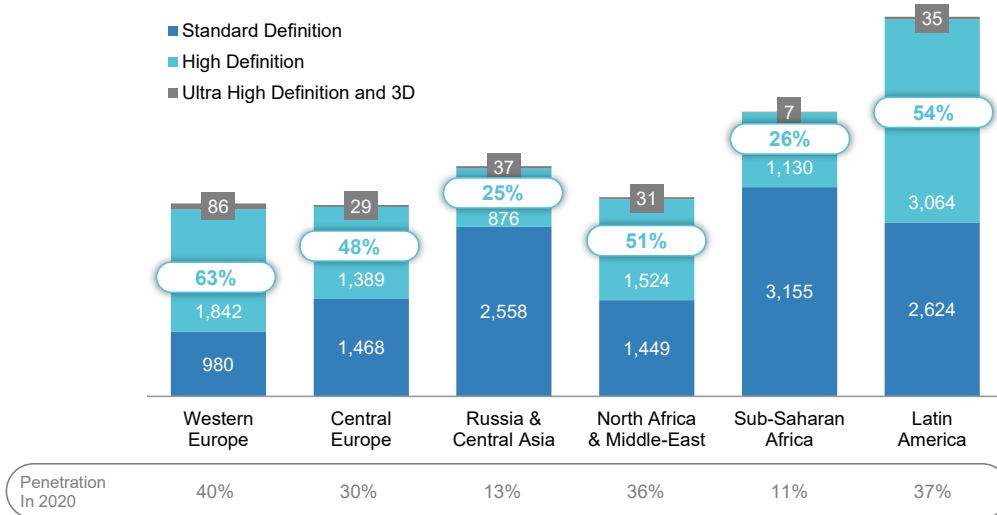 Standard Definition
High Definition
Ultra High Definition and 3D
86
63%
1,842
980
29
48%
1,389
1,468
37
25%
876
2,558
31
51%
1,524
1,449
7
26%
1,130
3,155
35
54%
3,064
2,624
Western
Europe
Central
Europe
Russia &
Central Asia
North Africa
& Middle-East
Sub-Saharan
Africa
Latin
America
Penetration
In 2020
40%
30%
13%
36%
11%
37%